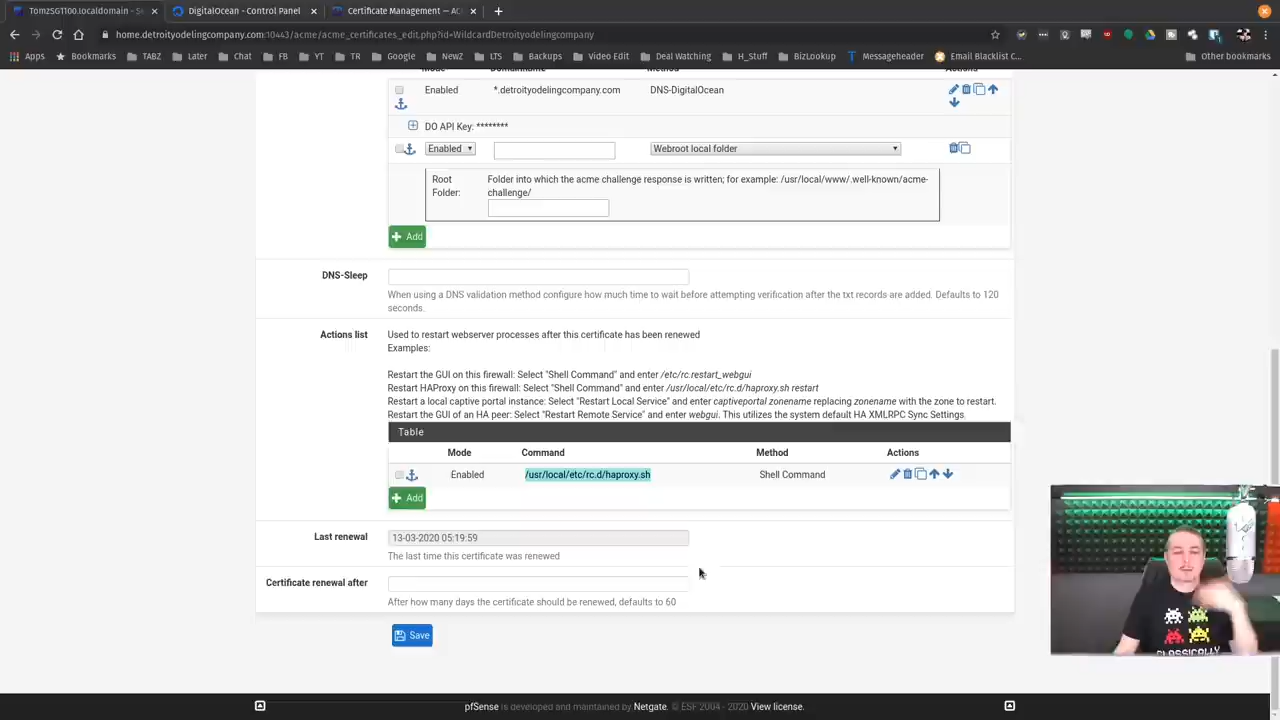 TomzSG1100.localdomain - S
DigitalOcean - Control Panel
Certificate Management — AC
home.detroityodelingcompany.com:10443/acme/acme_certificates_edit.php?id=WildcardDetroityodelingcompany
Apps
Bookmarks
TABZ
Later
Chat
FB
YT
TR
Google
NewZ
LTS
Backups
Video Edit
Deal Watching
H_Stuff
BizLookup
Messageheader
Email Blacklist C...
Other bookmarks
Mode Domainname Method Actions
Enabled *.detroityodelingcompany.com DNS-DigitalOcean
DO API Key: ********
Enabled Webroot local folder
Root Folder:
Folder into which the acme challenge response is written; for example: /usr/local/www/.well-known/acme-
challenge/
Add
DNS-Sleep
When using a DNS validation method configure how much time to wait before attempting verification after the txt records are added. Defaults to 120
seconds.
Actions list
Used to restart webserver processes after this certificate has been renewed
Examples:
Restart the GUI on this firewall: Select "Shell Command" and enter /etc/rc.restart_webgui
Restart HAProxy on this firewall: Select "Shell Command" and enter /usr/local/etc/rc.d/haproxy.sh restart
Restart a local captive portal instance: Select "Restart Local Service" and enter captiveportal zonename replacing zonename with the zone to restart.
Restart the GUI of an HA peer: Select "Restart Remote Service" and enter webgui. This utilizes the system default HA XMLRPC Sync Settings.
Table
Mode Command Method Actions
Enabled /usr/local/etc/rc.d/haproxy.sh Shell Command
Add
Last renewal
13-03-2020 05:19:59
The last time this certificate was renewed
Certificate renewal after
After how many days the certificate should be renewed, defaults to 60
Save
CLASSICALLY
pfSense is developed and maintained by Netgate. © ESF 2004 - 2020 View license.